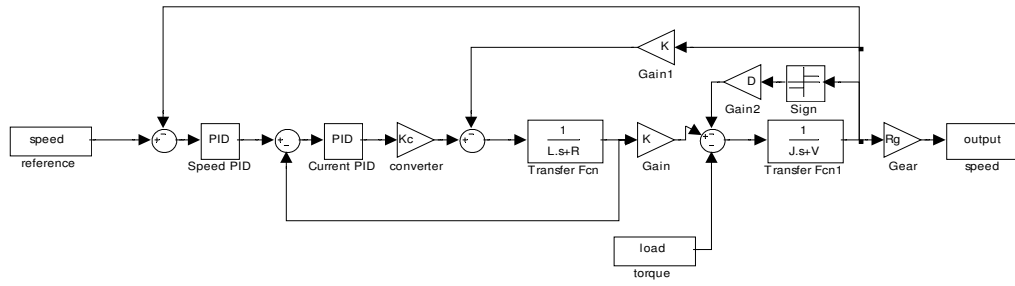 K
Gain1
D
Gain2
Sign
speed
reference
PID
Speed PID
PID
Current PID
Kc
converter
1
L.s+R
Transfer Fcn
K
Gain
1
J.s+V
Transfer Fcn1
Rg
Gear
output
speed
load
torque